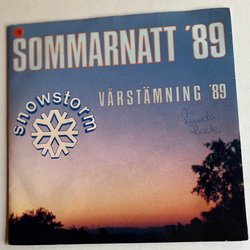 SOMMARNATT '89
snowstorm
VÅRSTÄMNING '89